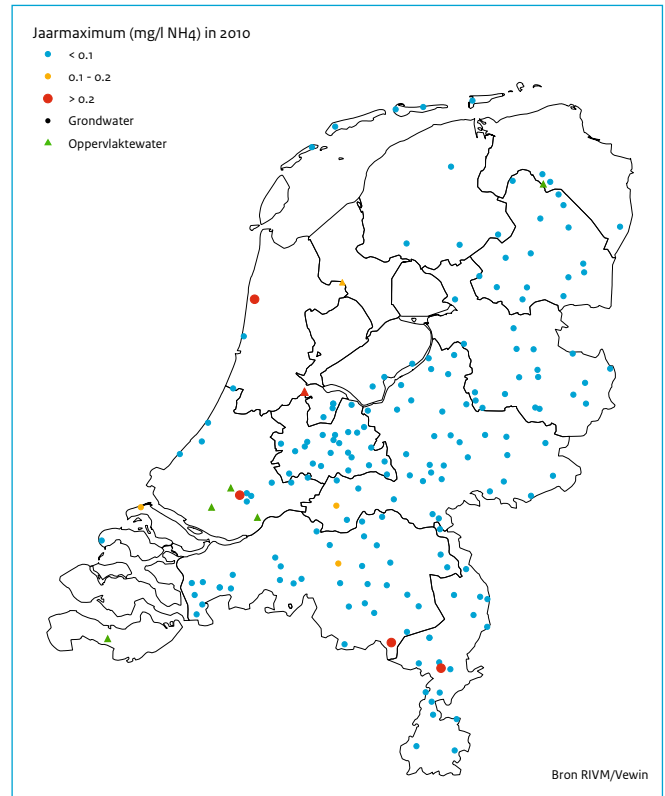 Jaarmaximum (mg/l NH4) in 2010
< 0.1
0.1 - 0.2
> 0.2
Grondwater
Oppervlaktewater
Bron RIVM/Vewin